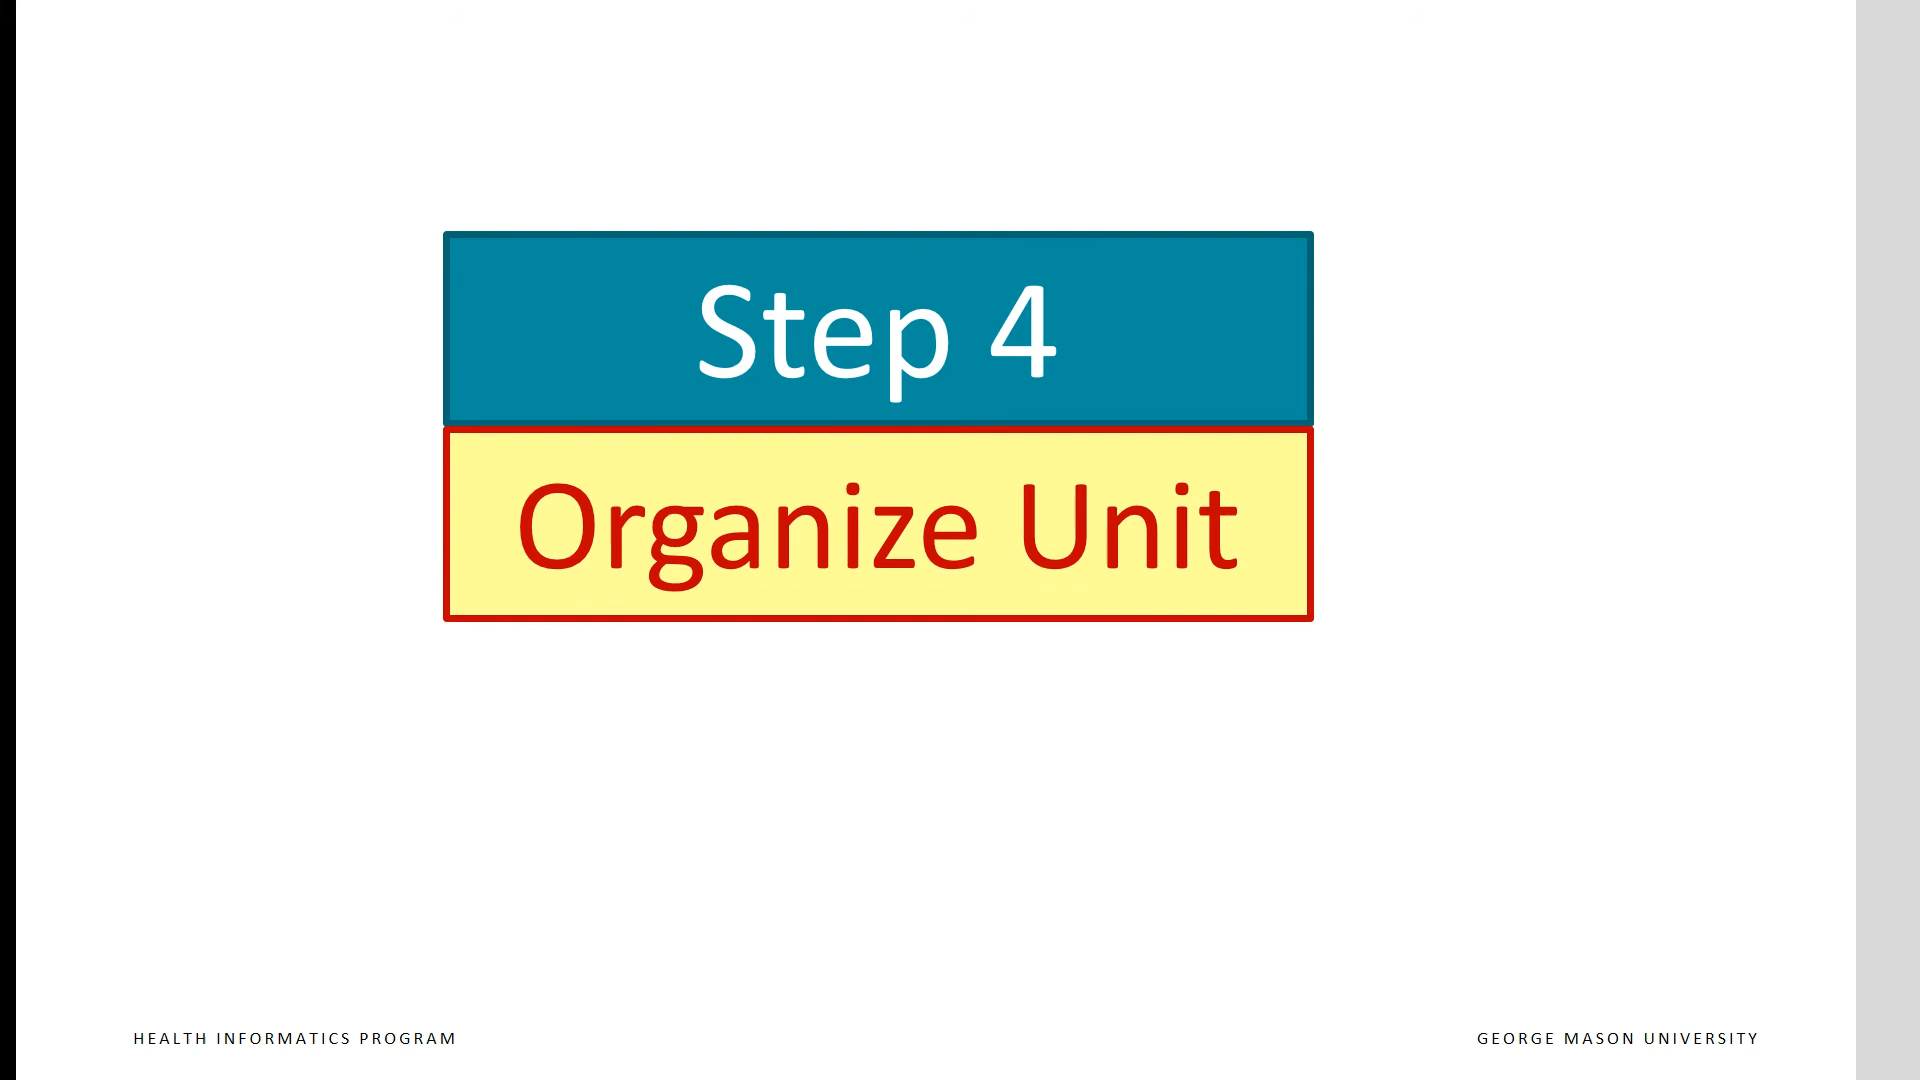 Step 4
Organize Unit
HEALTH INFORMATICS PROGRAM
GEORGE MASON UNIVERSITY